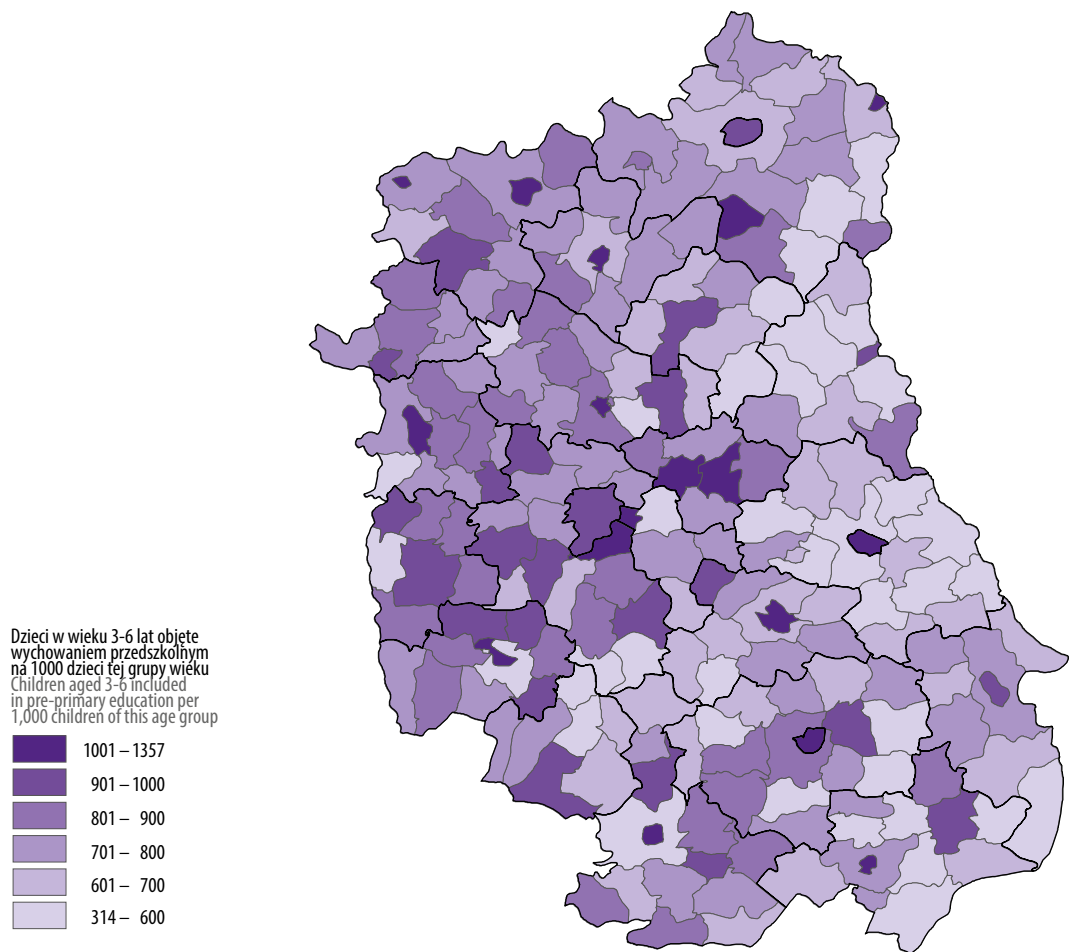 Dzieci w wieku 3-6 lat objęte
wychowaniem przedszkolnym
na 1000 dzieci tej grupy wieku
Children aged 3-6 included
in pre-primary education per
1,000 children of this age group
1001 – 1357
901 – 1000
801 – 900
701 – 800
601 – 700
314 – 600